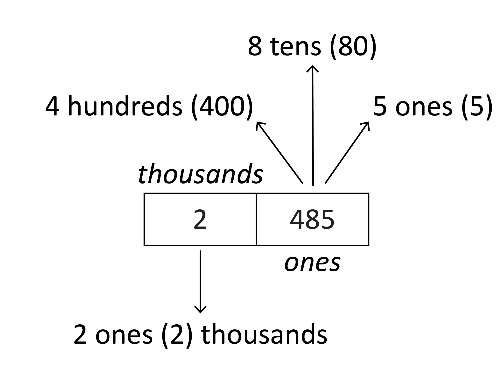 8 tens (80)
4 hundreds (400)
5 ones (5)
thousands
2
485
ones
2 ones (2) thousands